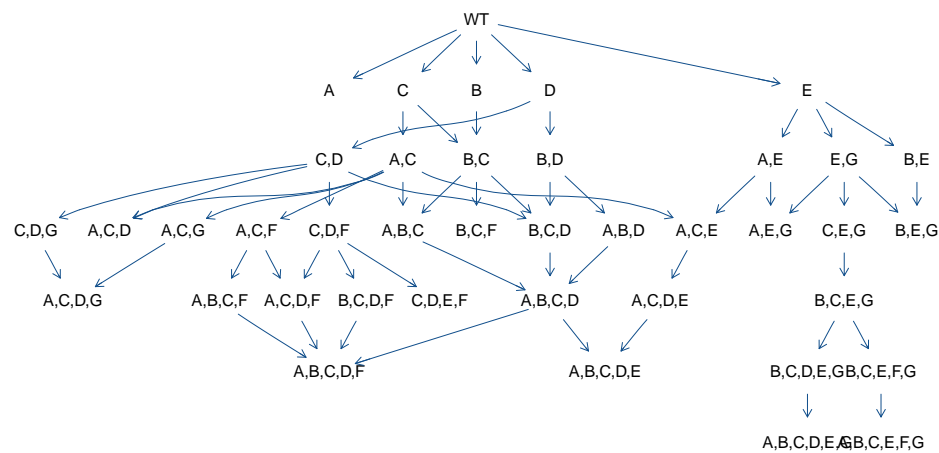 WT
A C B D E
C,D A,C B,C B,D A,E E,G B,E
C,D,G A,C,D A,C,G A,C,F C,D,F A,B,C B,C,F B,C,D A,B,D A,C,E A,E,G C,E,G B,E,G
A,C,D,G A,B,C,F A,C,D,F B,C,D,F C,D,E,F A,B,C,D A,C,D,E B,C,E,G
A,B,C,D,F A,B,C,D,E B,C,D,E,G B,C,E,F,G
A,B,C,D,E,G A,B,C,E,F,G